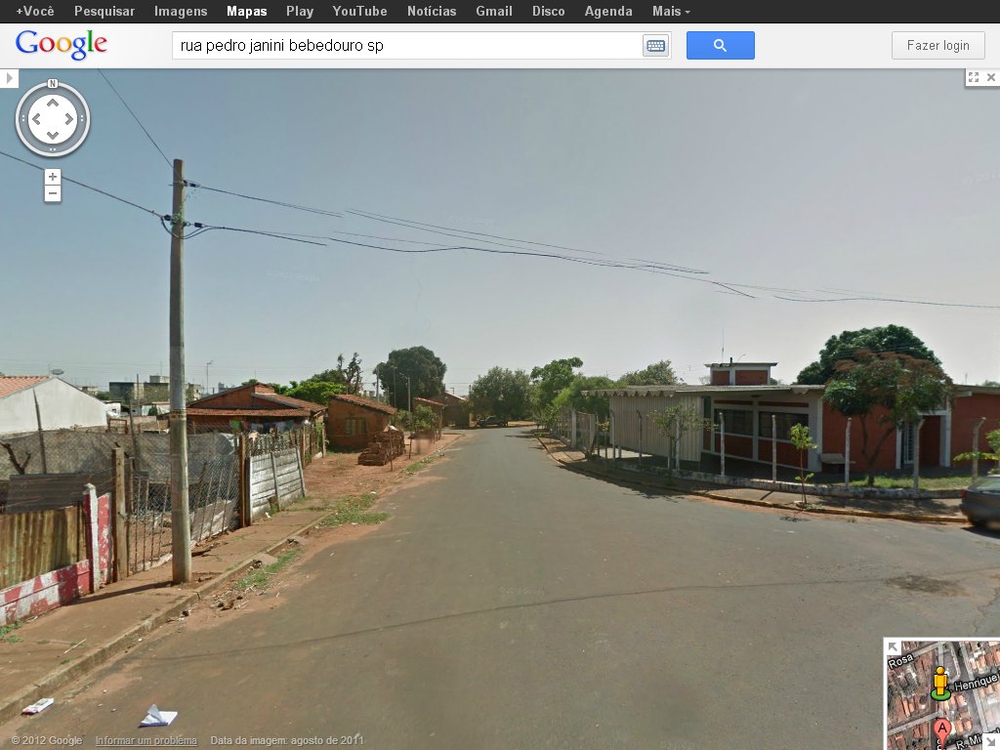 +Você Pesquisar Imagens Mapas Play YouTube Notícias Gmail Disco Agenda Mais
Google
rua pedro janini bebedouro sp
Fazer login
N
+
−
Rosa
Henrique
A
R. Mi
© 2012 Google Informar um problema Data da imagem: agosto de 2011